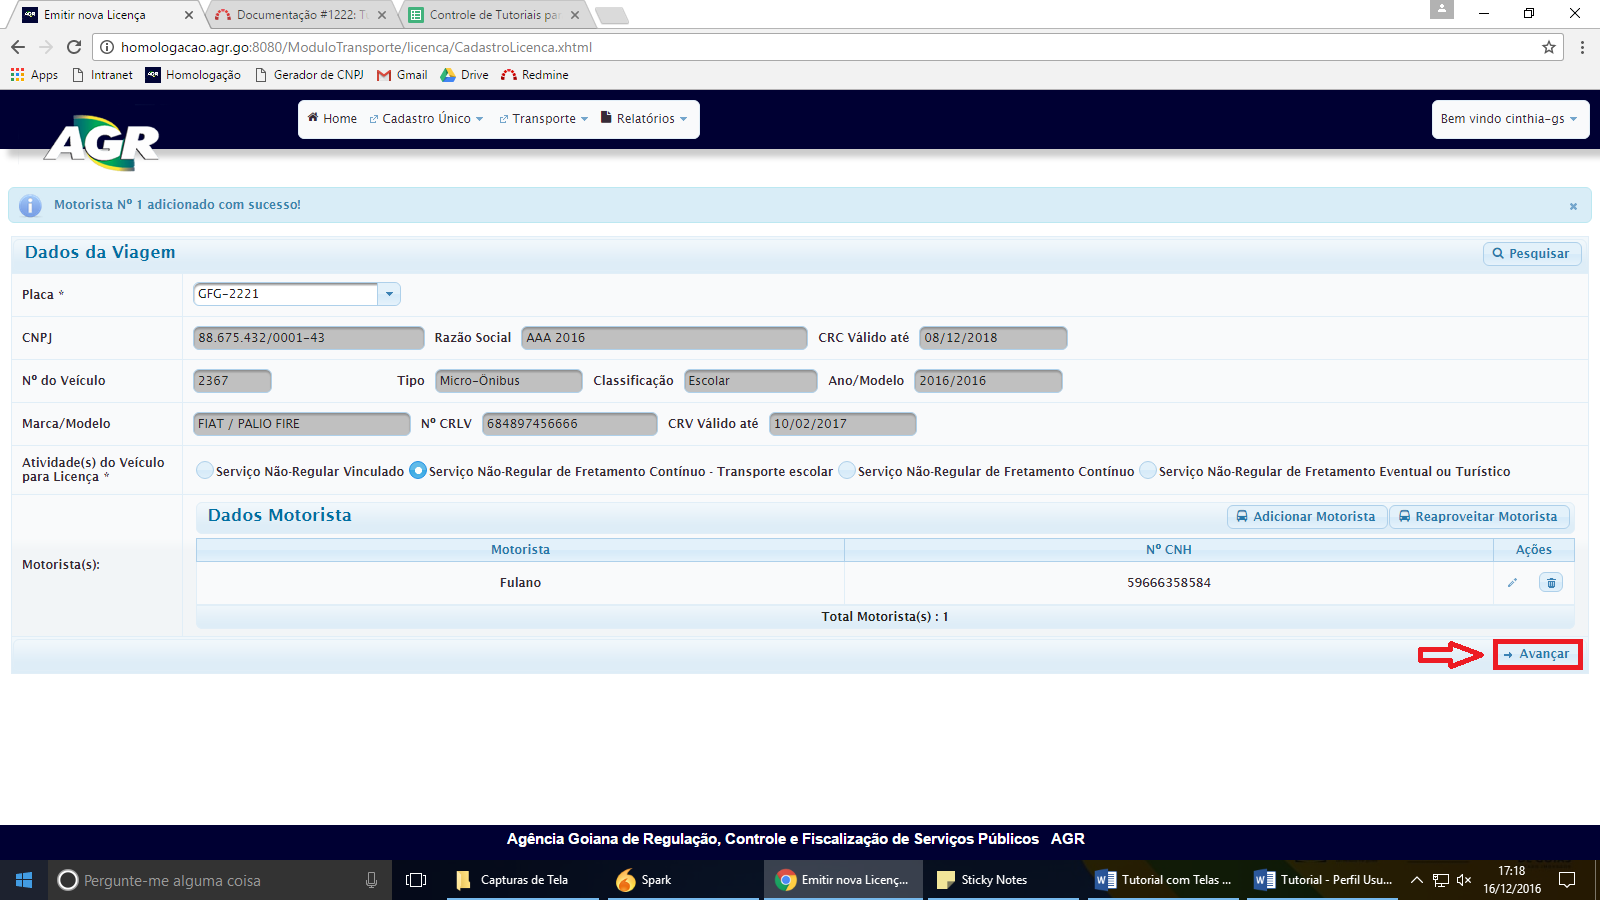 Emitir nova Licença
Documentação #1222: Tu
Controle de Tutoriais par
homologacao.agr.go:8080/ModuloTransporte/licenca/CadastroLicenca.xhtml
Apps Intranet Homologação Gerador de CNPJ Gmail Drive Redmine
AGR
Home Cadastro Único Transporte Relatórios
Bem vindo cinthia-gs
Motorista Nº 1 adicionado com sucesso!
Dados da Viagem
Pesquisar
Placa * GFG-2221
CNPJ 88.675.432/0001-43 Razão Social AAA 2016 CRC Válido até 08/12/2018
Nº do Veículo 2367 Tipo Micro-Ônibus Classificação Escolar Ano/Modelo 2016/2016
Marca/Modelo FIAT / PALIO FIRE Nº CRLV 684897456666 CRV Válido até 10/02/2017
Atividade(s) do Veículo
para Licença *
Serviço Não-Regular Vinculado Serviço Não-Regular de Fretamento Contínuo - Transporte escolar Serviço Não-Regular de Fretamento Contínuo Serviço Não-Regular de Fretamento Eventual ou Turístico
Motorista(s):
Dados Motorista
Adicionar Motorista Reaproveitar Motorista
Motorista Nº CNH Ações
Fulano 59666358584
Total Motorista(s) : 1
Avançar
Agência Goiana de Regulação, Controle e Fiscalização de Serviços Públicos AGR
Pergunte-me alguma coisa
Capturas de Tela
Spark
Emitir nova Licenç...
Sticky Notes
Tutorial com Telas ...
Tutorial - Perfil Usu...
17:18
16/12/2016